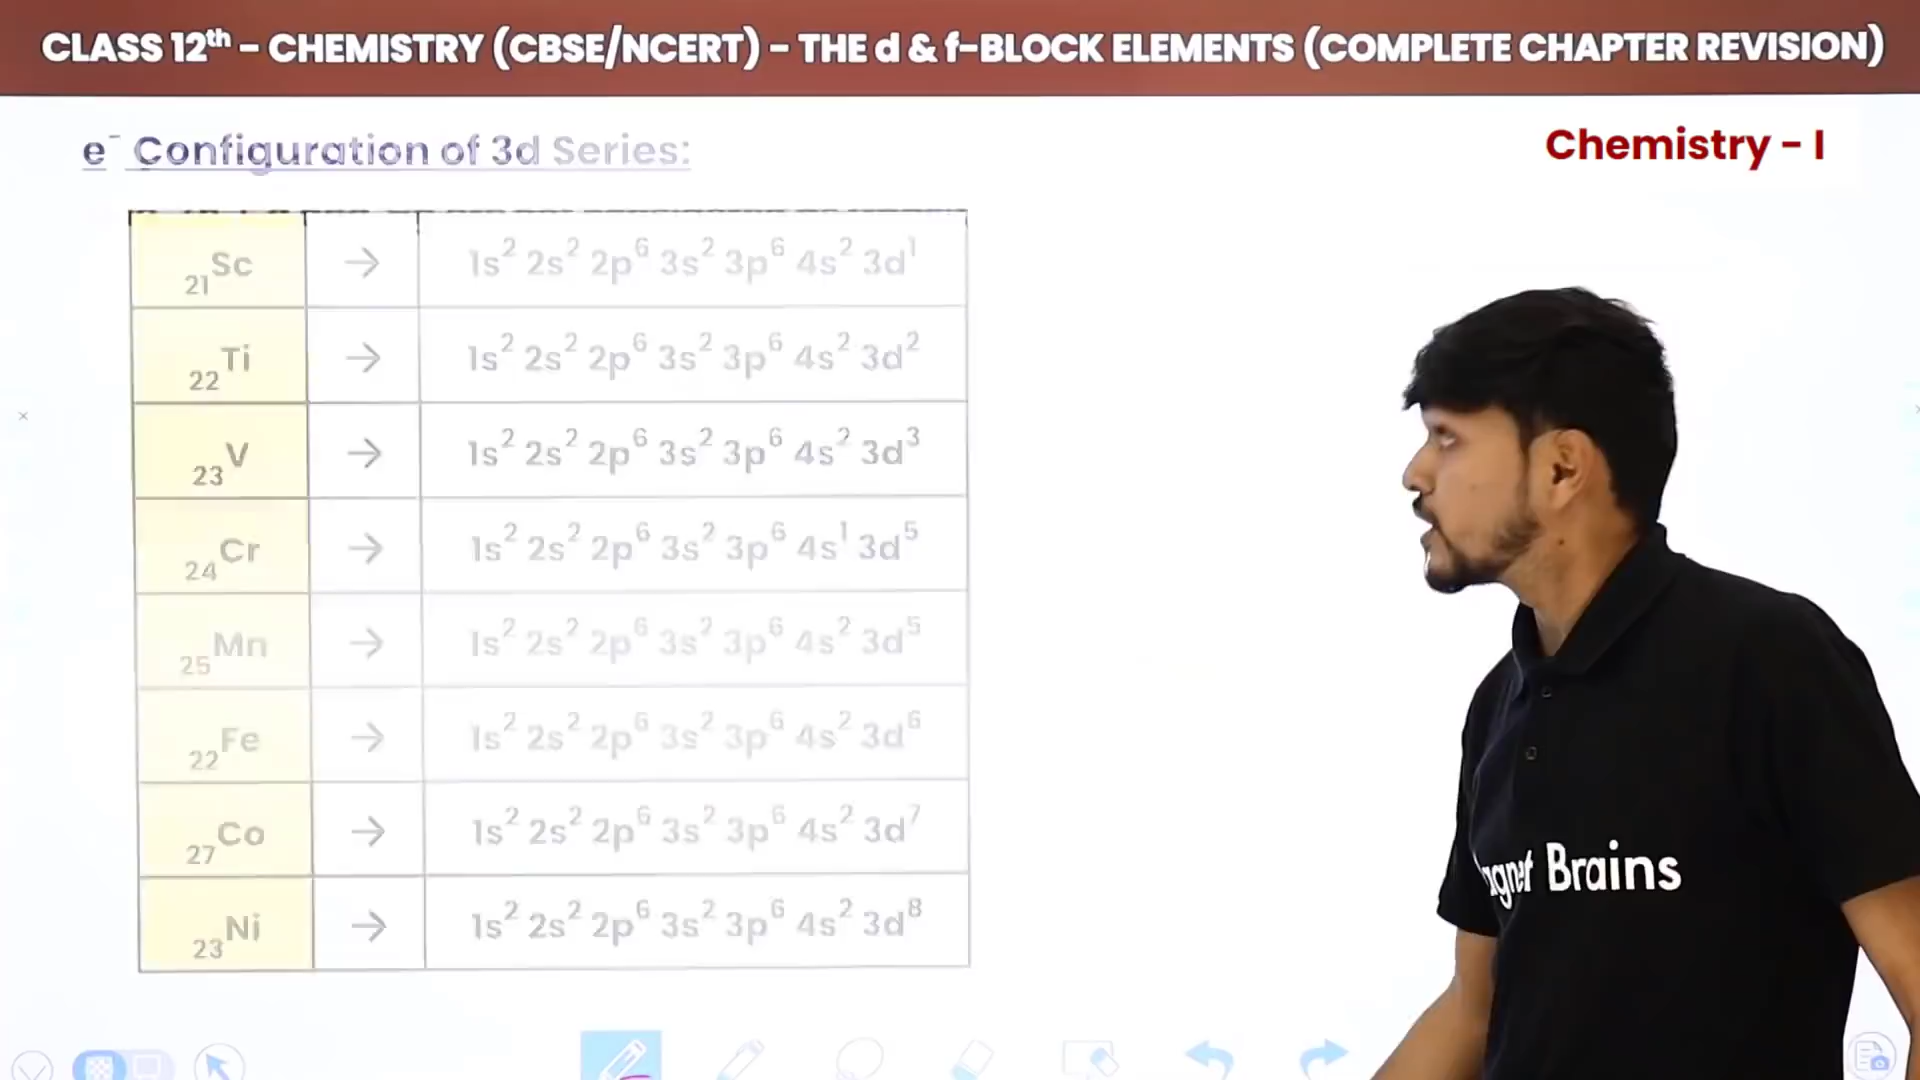 CLASS 12th – CHEMISTRY (CBSE/NCERT) – THE d & f–BLOCK ELEMENTS (COMPLETE CHAPTER REVISION)
e⁻ Configuration of 3d Series:
Chemistry – I
₂₁Sc → 1s² 2s² 2p⁶ 3s² 3p⁶ 4s² 3d¹
₂₂Ti → 1s² 2s² 2p⁶ 3s² 3p⁶ 4s² 3d²
₂₃V → 1s² 2s² 2p⁶ 3s² 3p⁶ 4s² 3d³
₂₄Cr → 1s² 2s² 2p⁶ 3s² 3p⁶ 4s¹ 3d⁵
₂₅Mn → 1s² 2s² 2p⁶ 3s² 3p⁶ 4s² 3d⁵
₂₂Fe → 1s² 2s² 2p⁶ 3s² 3p⁶ 4s² 3d⁶
₂₇Co → 1s² 2s² 2p⁶ 3s² 3p⁶ 4s² 3d⁷
₂₃Ni → 1s² 2s² 2p⁶ 3s² 3p⁶ 4s² 3d⁸
Brains